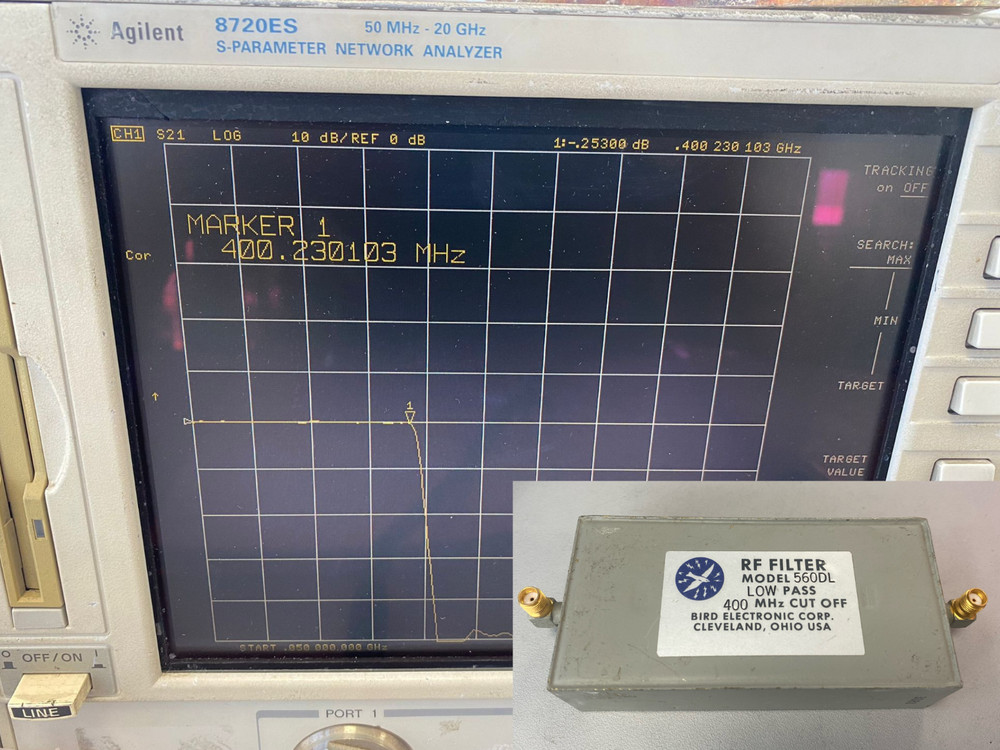 Agilent
8720ES
50 MHz - 20 GHz
S-PARAMETER NETWORK ANALYZER
CH1 S21 LOG 10 dB/REF 0 dB 1:-.25300 dB .400 230 103 GHz
TRACKING
on OFF
MARKER 1
400.230103 MHz
Cor
SEARCH:
MAX
MIN
TARGET
1
TARGET
VALUE
START .050 000 000 GHz
OFF/ON
LINE
PORT 1
RF FILTER
MODEL 560DL
LOW PASS
400 MHz CUT OFF
BIRD ELECTRONIC CORP.
CLEVELAND, OHIO USA